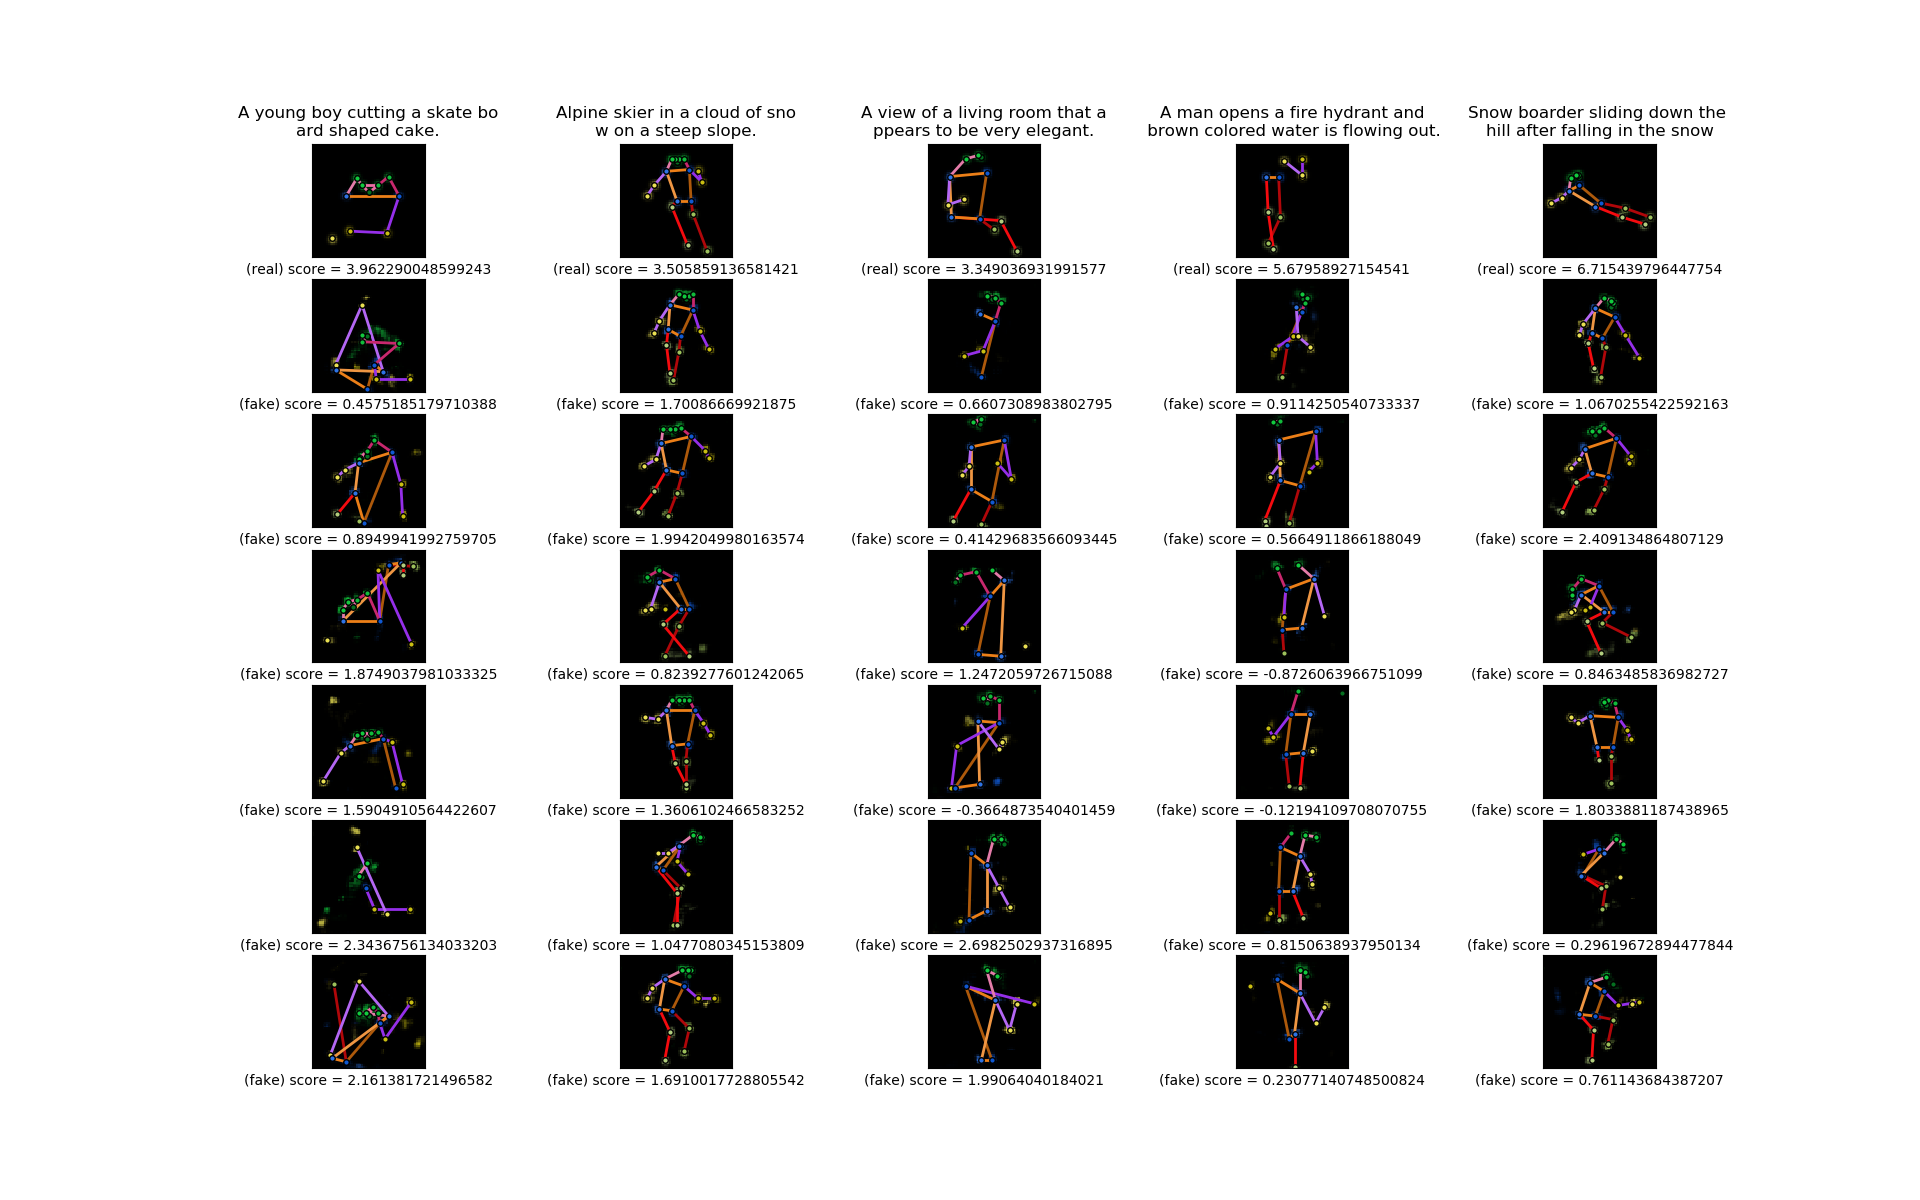 A young boy cutting a skate bo
ard shaped cake.
Alpine skier in a cloud of sno
w on a steep slope.
A view of a living room that a
ppears to be very elegant.
A man opens a fire hydrant and
brown colored water is flowing out.
Snow boarder sliding down the
hill after falling in the snow
(real) score = 3.962290048599243
(real) score = 3.505859136581421
(real) score = 3.349036931991577
(real) score = 5.67958927154541
(real) score = 6.715439796447754
(fake) score = 0.4575185179710388
(fake) score = 1.70086669921875
(fake) score = 0.6607308983802795
(fake) score = 0.9114250540733337
(fake) score = 1.0670255422592163
(fake) score = 0.8949941992759705
(fake) score = 1.9942049980163574
(fake) score = 0.41429683566093445
(fake) score = 0.5664911866188049
(fake) score = 2.409134864807129
(fake) score = 1.8749037981033325
(fake) score = 0.8239277601242065
(fake) score = 1.2472059726715088
(fake) score = -0.8726063966751099
(fake) score = 0.8463485836982727
(fake) score = 1.5904910564422607
(fake) score = 1.3606102466583252
(fake) score = -0.3664873540401459
(fake) score = -0.12194109708070755
(fake) score = 1.8033881187438965
(fake) score = 2.3436756134033203
(fake) score = 1.0477080345153809
(fake) score = 2.6982502937316895
(fake) score = 0.8150638937950134
(fake) score = 0.29619672894477844
(fake) score = 2.161381721496582
(fake) score = 1.6910017728805542
(fake) score = 1.99064040184021
(fake) score = 0.23077140748500824
(fake) score = 0.761143684387207